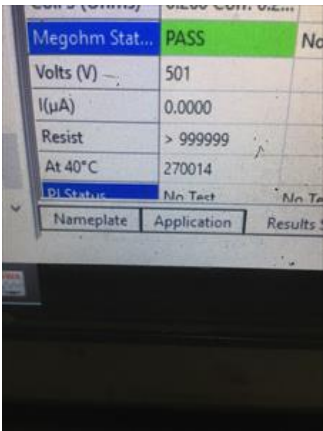 Megohm Stat... PASS No
Volts (V) 501
I(µA) 0.0000
Resist > 999999
At 40°C 270014
PI Status No Test No Te
Nameplate Application Results S